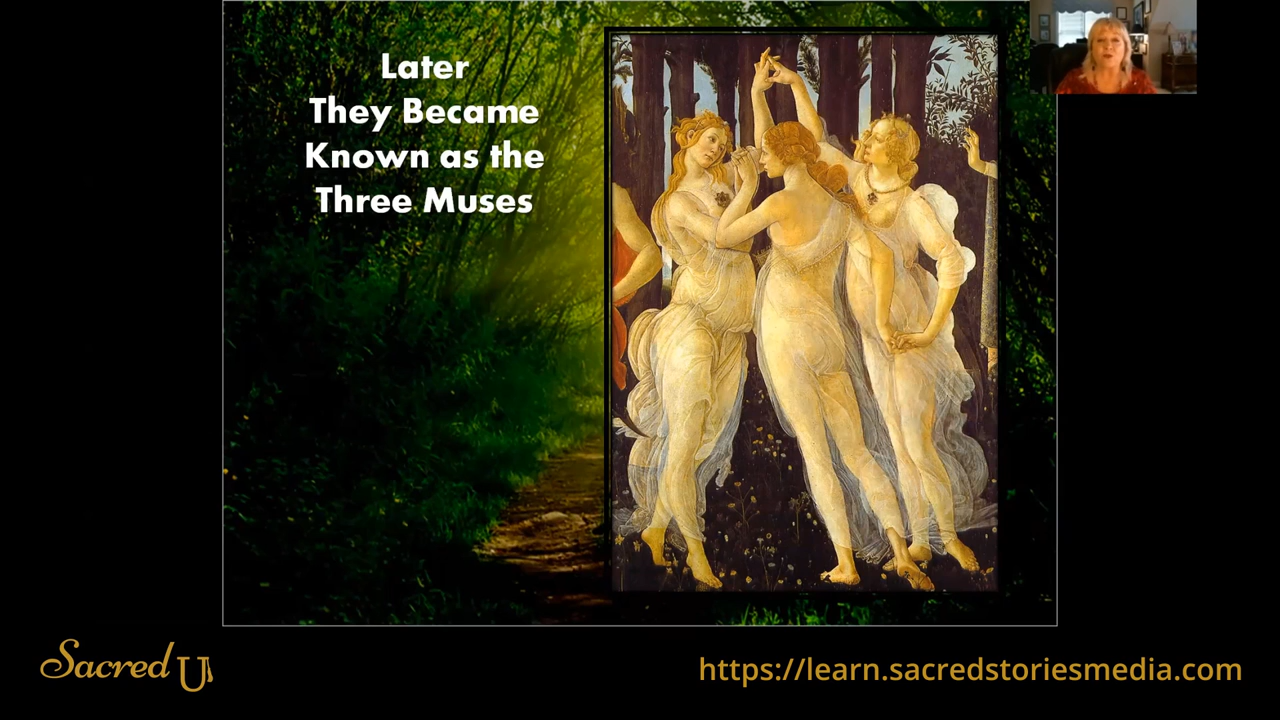 Later
They Became
Known as the
Three Muses
Sacred U
https://learn.sacredstoriesmedia.com